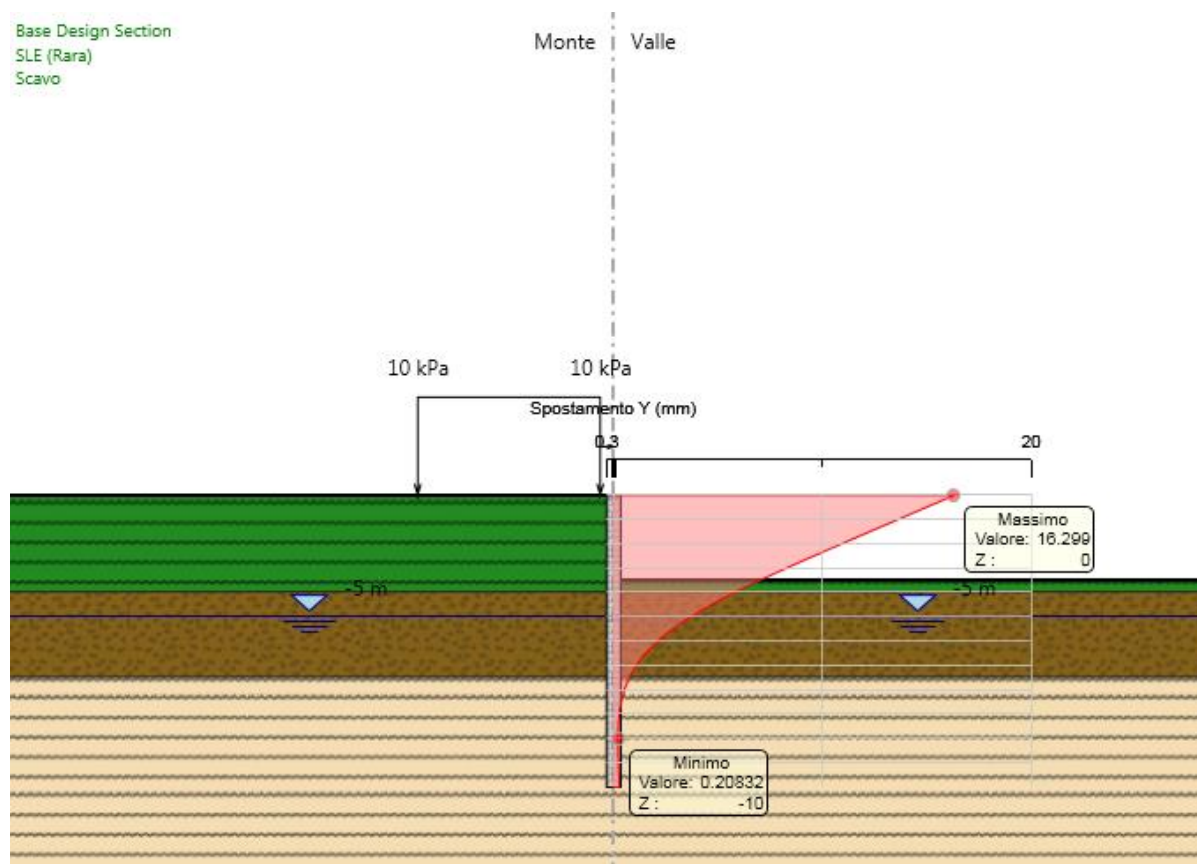 Base Design Section
SLE (Rara)
Scavo
Monte
Valle
10 kPa
10 kPa
Spostamento Y (mm)
0.3
20
Massimo
Valore: 16.299
Z : 0
-5 m
-5 m
Minimo
Valore: 0.20832
Z : -10